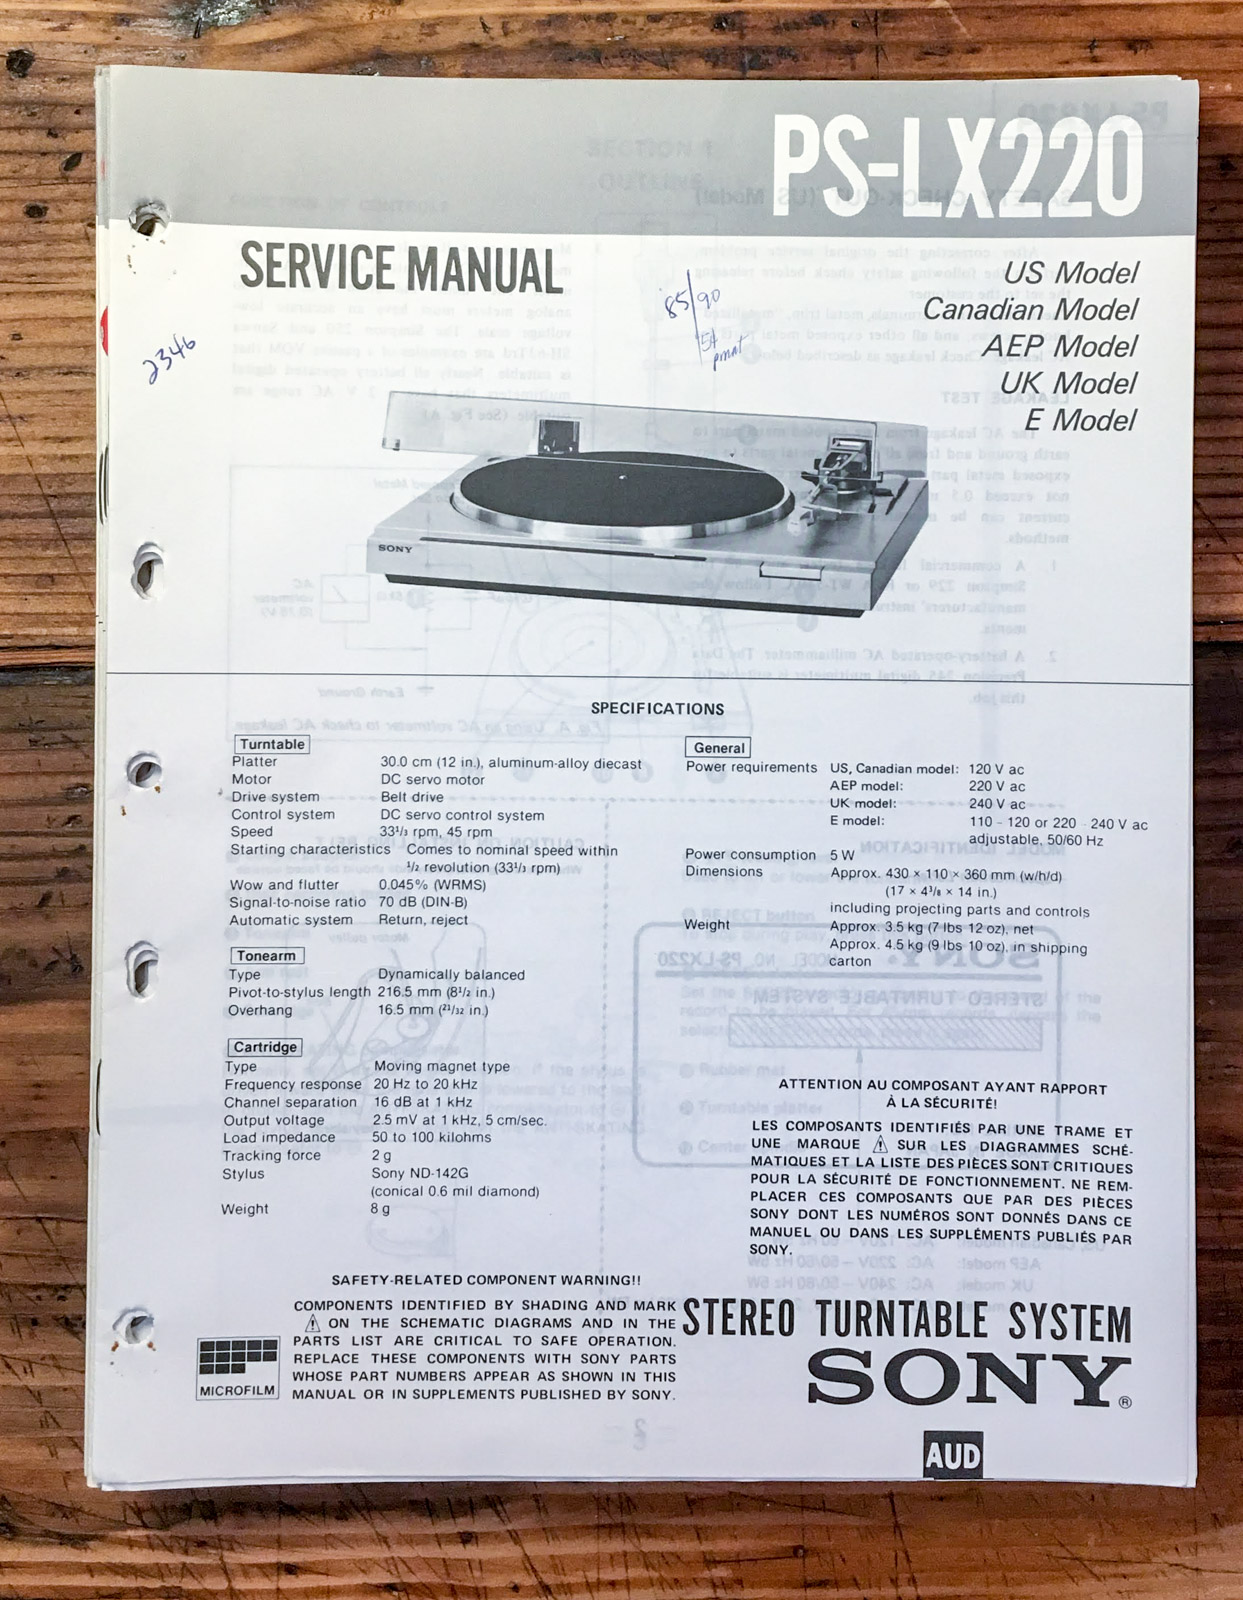 PS-LX220
SERVICE MANUAL
US Model
Canadian Model
AEP Model
UK Model
E Model
'85/90
'54
2346
SONY
SPECIFICATIONS
Turntable
Platter 30.0 cm (12 in.), aluminum-alloy diecast
Motor DC servo motor
Drive system Belt drive
Control system DC servo control system
Speed 33¹/₃ rpm, 45 rpm
Starting characteristics Comes to nominal speed within
¹/₂ revolution (33¹/₃ rpm)
Wow and flutter 0.045% (WRMS)
Signal-to-noise ratio 70 dB (DIN-B)
Automatic system Return, reject
Tonearm
Type Dynamically balanced
Pivot-to-stylus length 216.5 mm (8¹/₂ in.)
Overhang 16.5 mm (²¹/₃₂ in.)
Cartridge
Type Moving magnet type
Frequency response 20 Hz to 20 kHz
Channel separation 16 dB at 1 kHz
Output voltage 2.5 mV at 1 kHz, 5 cm/sec.
Load impedance 50 to 100 kilohms
Tracking force 2 g
Stylus Sony ND-142G
(conical 0.6 mil diamond)
Weight 8 g
General
Power requirements US, Canadian model: 120 V ac
AEP model: 220 V ac
UK model: 240 V ac
E model: 110 - 120 or 220 - 240 V ac
adjustable, 50/60 Hz
Power consumption 5 W
Dimensions Approx. 430 × 110 × 360 mm (w/h/d)
(17 × 4³/₈ × 14 in.)
including projecting parts and controls
Weight Approx. 3.5 kg (7 lbs 12 oz), net
Approx. 4.5 kg (9 lbs 10 oz), in shipping
carton
ATTENTION AU COMPOSANT AYANT RAPPORT
À LA SÉCURITÉ!
LES COMPOSANTS IDENTIFIÉS PAR UNE TRAME ET
UNE MARQUE ⚠ SUR LES DIAGRAMMES SCHÉ-
MATIQUES ET LA LISTE DES PIÈCES SONT CRITIQUES
POUR LA SÉCURITÉ DE FONCTIONNEMENT. NE REM-
PLACER CES COMPOSANTS QUE PAR DES PIÈCES
SONY DONT LES NUMÉROS SONT DONNÉS DANS CE
MANUEL OU DANS LES SUPPLÉMENTS PUBLIÉS PAR
SONY.
SAFETY-RELATED COMPONENT WARNING!!
COMPONENTS IDENTIFIED BY SHADING AND MARK
⚠ ON THE SCHEMATIC DIAGRAMS AND IN THE
PARTS LIST ARE CRITICAL TO SAFE OPERATION.
REPLACE THESE COMPONENTS WITH SONY PARTS
WHOSE PART NUMBERS APPEAR AS SHOWN IN THIS
MANUAL OR IN SUPPLEMENTS PUBLISHED BY SONY.
MICROFILM
STEREO TURNTABLE SYSTEM
SONY®
AUD